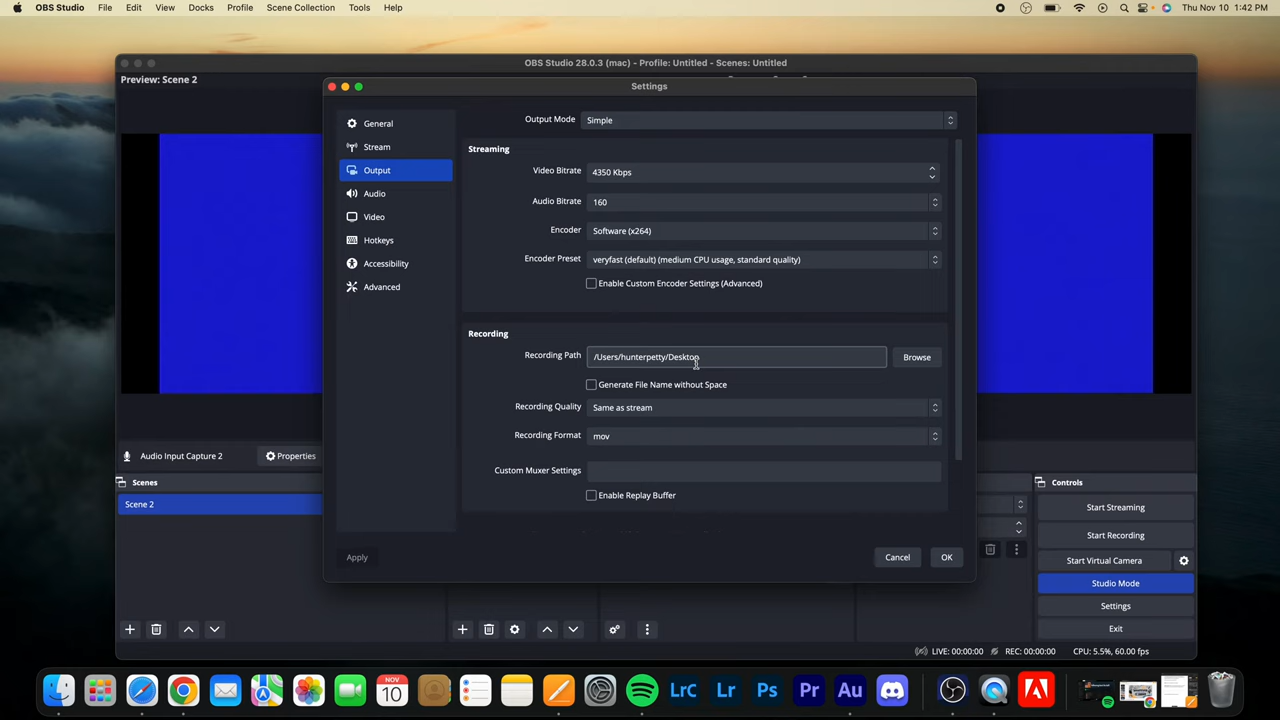 OBS Studio File Edit View Docks Profile Scene Collection Tools Help Thu Nov 10 1:42 PM
OBS Studio 28.0.3 (mac) - Profile: Untitled - Scenes: Untitled
Preview: Scene 2
Settings
General
Stream
Output
Audio
Video
Hotkeys
Accessibility
Advanced
Output Mode Simple
Streaming
Video Bitrate 4350 Kbps
Audio Bitrate 160
Encoder Software (x264)
Encoder Preset veryfast (default) (medium CPU usage, standard quality)
Enable Custom Encoder Settings (Advanced)
Recording
Recording Path /Users/hunterpetty/Desktop Browse
Generate File Name without Space
Recording Quality Same as stream
Recording Format mov
Custom Muxer Settings
Enable Replay Buffer
Apply Cancel OK
Audio Input Capture 2 Properties
Scenes
Scene 2
Controls
Start Streaming
Start Recording
Start Virtual Camera
Studio Mode
Settings
Exit
LIVE: 00:00:00 REC: 00:00:00 CPU: 5.5%, 60.00 fps
NOV
10
LrC Lr Ps Pr Au